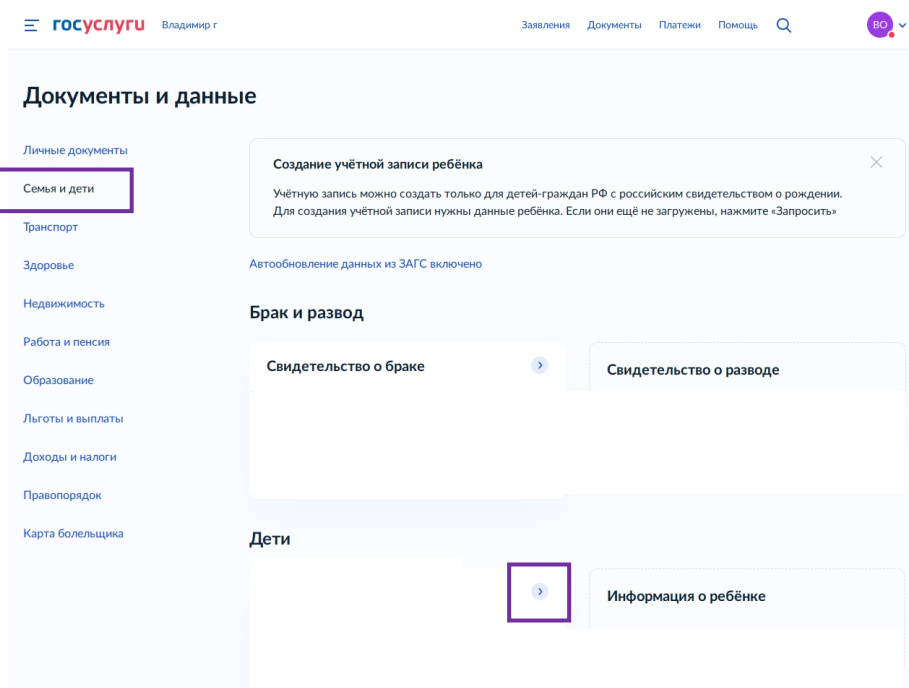 госуслуги Владимир г Заявления Документы Платежи Помощь ВО
Документы и данные
Личные документы
Семья и дети
Транспорт
Здоровье
Недвижимость
Работа и пенсия
Образование
Льготы и выплаты
Доходы и налоги
Правопорядок
Карта болельщика
Создание учётной записи ребёнка
Учётную запись можно создать только для детей-граждан РФ с российским свидетельством о рождении.
Для создания учётной записи нужны данные ребёнка. Если они ещё не загружены, нажмите «Запросить»
Автообновление данных из ЗАГС включено
Брак и развод
Свидетельство о браке
Свидетельство о разводе
Дети
Информация о ребёнке